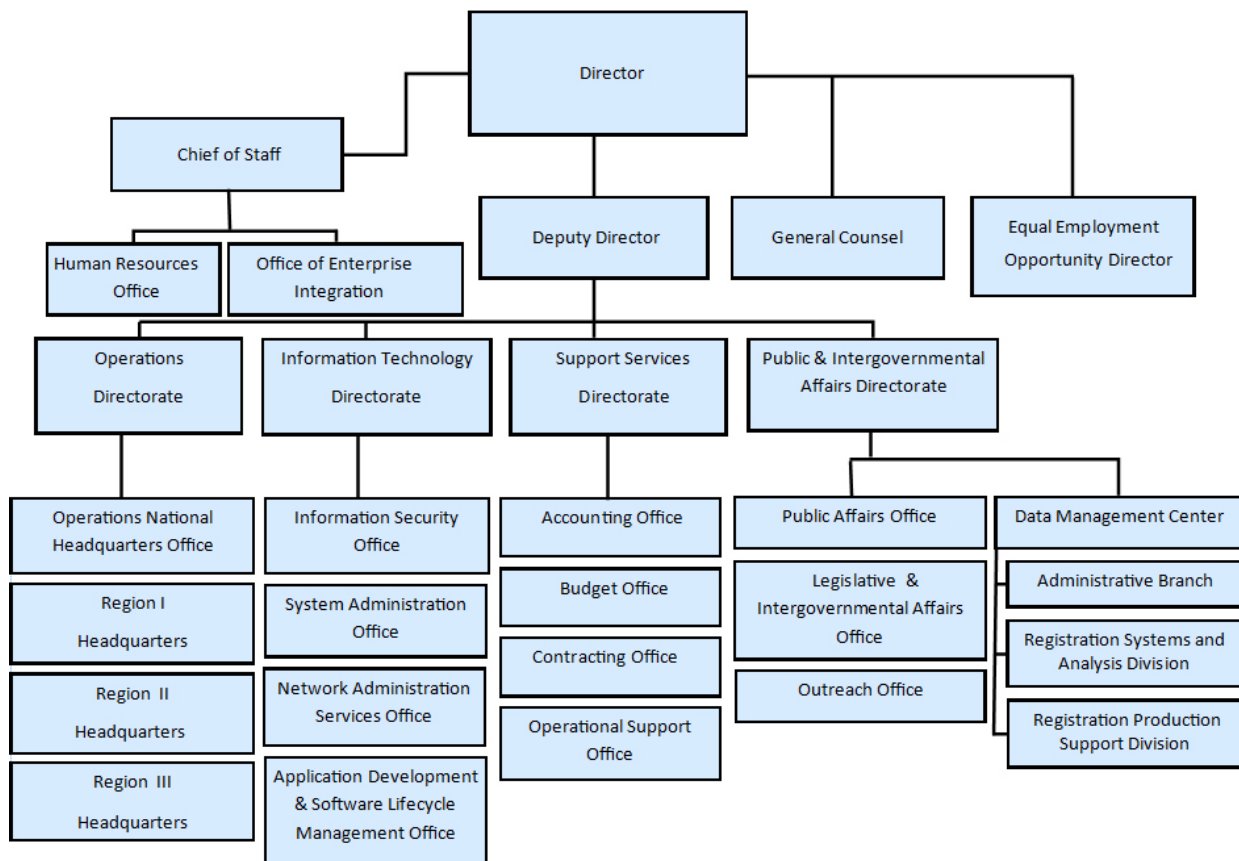 Director
Chief of Staff
Deputy Director
General Counsel
Equal Employment
Opportunity Director
Human Resources
Office
Office of Enterprise
Integration
Operations
Directorate
Information Technology
Directorate
Support Services
Directorate
Public & Intergovernmental
Affairs Directorate
Operations National
Headquarters Office
Region I
Headquarters
Region II
Headquarters
Region III
Headquarters
Information Security
Office
System Administration
Office
Network Administration
Services Office
Application Development
& Software Lifecycle
Management Office
Accounting Office
Budget Office
Contracting Office
Operational Support
Office
Public Affairs Office
Legislative &
Intergovernmental Affairs
Office
Outreach Office
Data Management Center
Administrative Branch
Registration Systems and
Analysis Division
Registration Production
Support Division